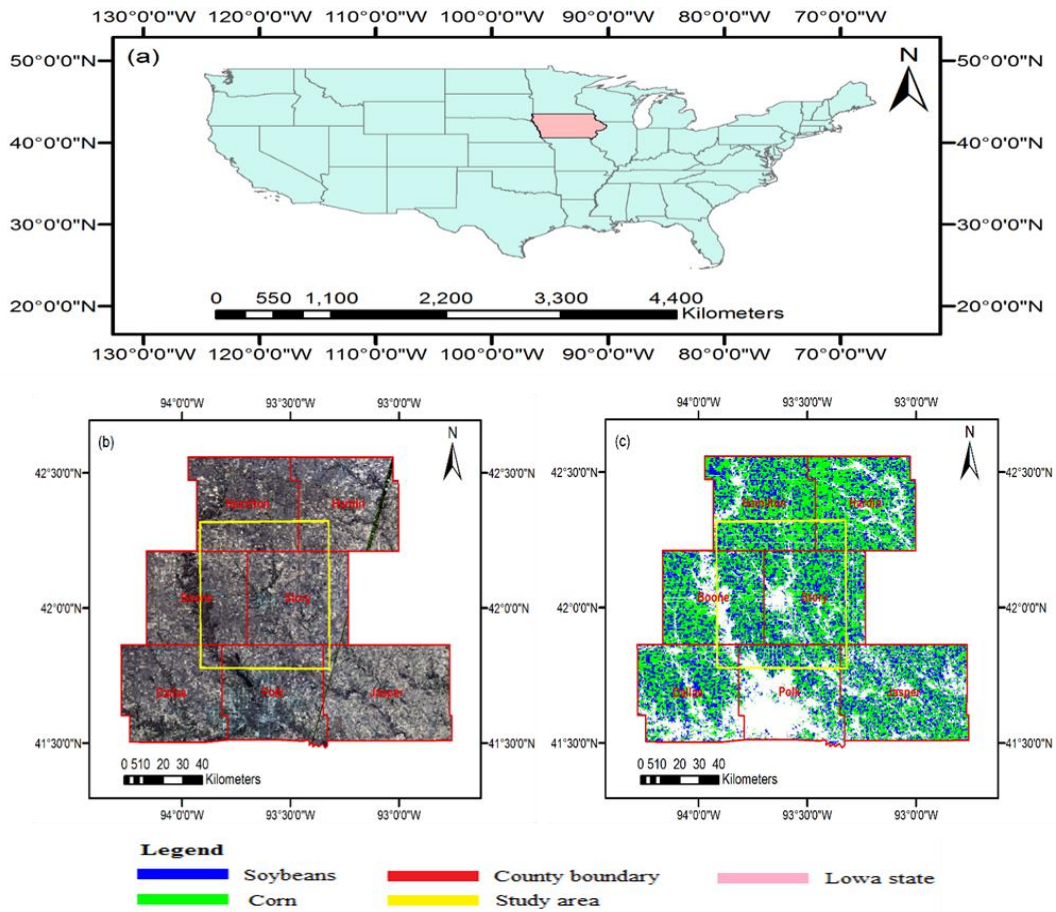 130°0'0"W 120°0'0"W 110°0'0"W 100°0'0"W 90°0'0"W 80°0'0"W 70°0'0"W
50°0'0"N (a) N 50°0'0"N
40°0'0"N 40°0'0"N
30°0'0"N 30°0'0"N
20°0'0"N 20°0'0"N
0 550 1,100 2,200 3,300 4,400
Kilometers
130°0'0"W 120°0'0"W 110°0'0"W 100°0'0"W 90°0'0"W 80°0'0"W 70°0'0"W
94°0'0"W 93°30'0"W 93°0'0"W
(b) N
42°30'0"N 42°30'0"N
Hamilton Hardin
42°0'0"N 42°0'0"N
Boone Story
Dallas Polk Jasper
41°30'0"N 41°30'0"N
0 510 20 30 40
Kilometers
94°0'0"W 93°30'0"W 93°0'0"W
94°0'0"W 93°30'0"W 93°0'0"W
(c) N
42°30'0"N 42°30'0"N
Hamilton Hardin
42°0'0"N 42°0'0"N
Boone Story
Dallas Polk Jasper
41°30'0"N 41°30'0"N
0 510 20 30 40
Kilometers
94°0'0"W 93°30'0"W 93°0'0"W
Legend
Soybeans County boundary Lowa state
Corn Study area